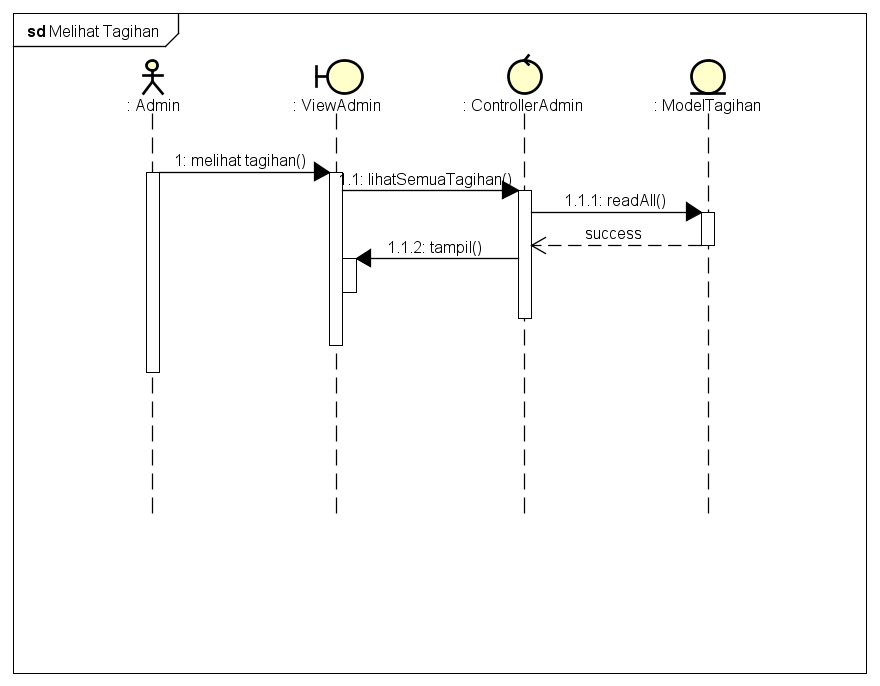 sd Melihat Tagihan
: Admin
: ViewAdmin
: ControllerAdmin
: ModelTagihan
1: melihat tagihan()
1.1: lihatSemuaTagihan()
1.1.1: readAll()
success
1.1.2: tampil()